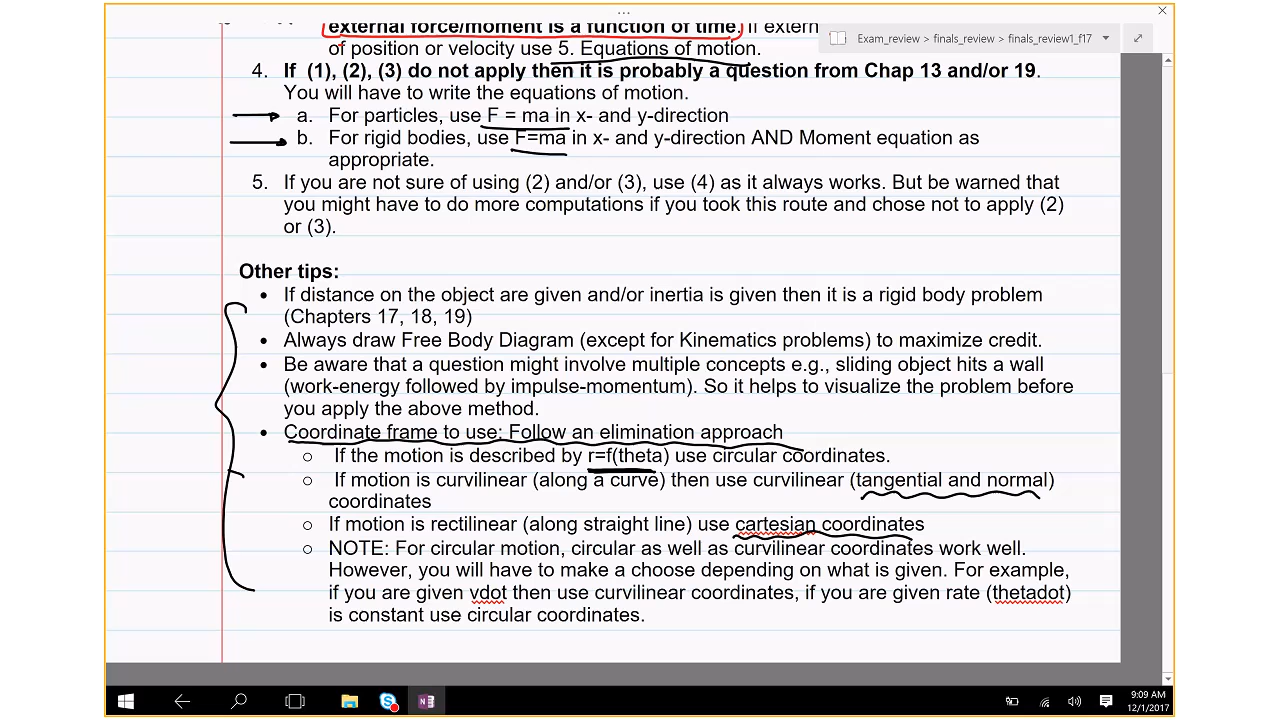 external force/moment is a function of time. If extern
Exam_review > finals_review > finals_review1_f17
of position or velocity use 5. Equations of motion.
4. If (1), (2), (3) do not apply then it is probably a question from Chap 13 and/or 19.
You will have to write the equations of motion.
a. For particles, use F = ma in x- and y-direction
b. For rigid bodies, use F=ma in x- and y-direction AND Moment equation as
appropriate.
5. If you are not sure of using (2) and/or (3), use (4) as it always works. But be warned that
you might have to do more computations if you took this route and chose not to apply (2)
or (3).
Other tips:
• If distance on the object are given and/or inertia is given then it is a rigid body problem
(Chapters 17, 18, 19)
• Always draw Free Body Diagram (except for Kinematics problems) to maximize credit.
• Be aware that a question might involve multiple concepts e.g., sliding object hits a wall
(work-energy followed by impulse-momentum). So it helps to visualize the problem before
you apply the above method.
• Coordinate frame to use: Follow an elimination approach
○ If the motion is described by r=f(theta) use circular coordinates.
○ If motion is curvilinear (along a curve) then use curvilinear (tangential and normal)
coordinates
○ If motion is rectilinear (along straight line) use cartesian coordinates
○ NOTE: For circular motion, circular as well as curvilinear coordinates work well.
However, you will have to make a choose depending on what is given. For example,
if you are given vdot then use curvilinear coordinates, if you are given rate (thetadot)
is constant use circular coordinates.
9:09 AM
12/1/2017